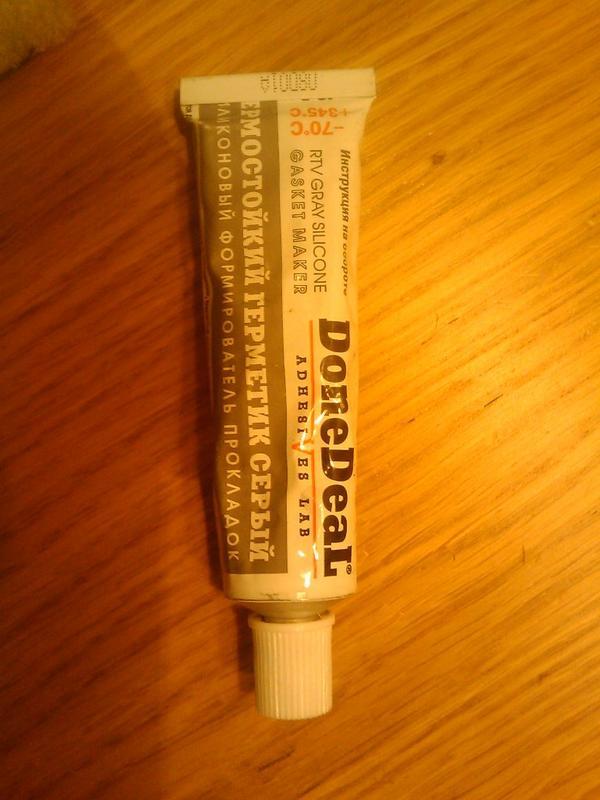 DoneDeaL®
ADHESIVES LAB
Инструкция на обороте
RTV GRAY SILICONE
GASKET MAKER
-70°C
+345°C
ТЕРМОСТОЙКИЙ ГЕРМЕТИК СЕРЫЙ
СИЛИКОНОВЫЙ ФОРМИРОВАТЕЛЬ ПРОКЛАДОК